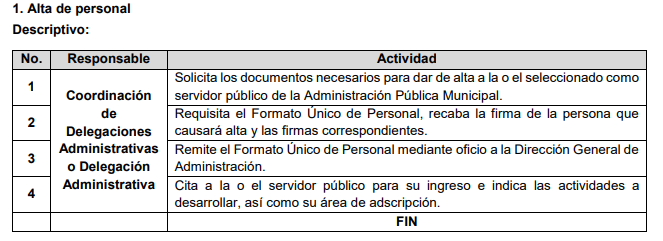 1. Alta de personal
Descriptivo:
No. Responsable Actividad
1 Solicita los documentos necesarios para dar de alta a la o el seleccionado como
servidor público de la Administración Pública Municipal.
Coordinación
de
Delegaciones
Administrativas
o Delegación
Administrativa
2 Requisita el Formato Único de Personal, recaba la firma de la persona que
causará alta y las firmas correspondientes.
3 Remite el Formato Único de Personal mediante oficio a la Dirección General de
Administración.
4 Cita a la o el servidor público para su ingreso e indica las actividades a
desarrollar, así como su área de adscripción.
FIN